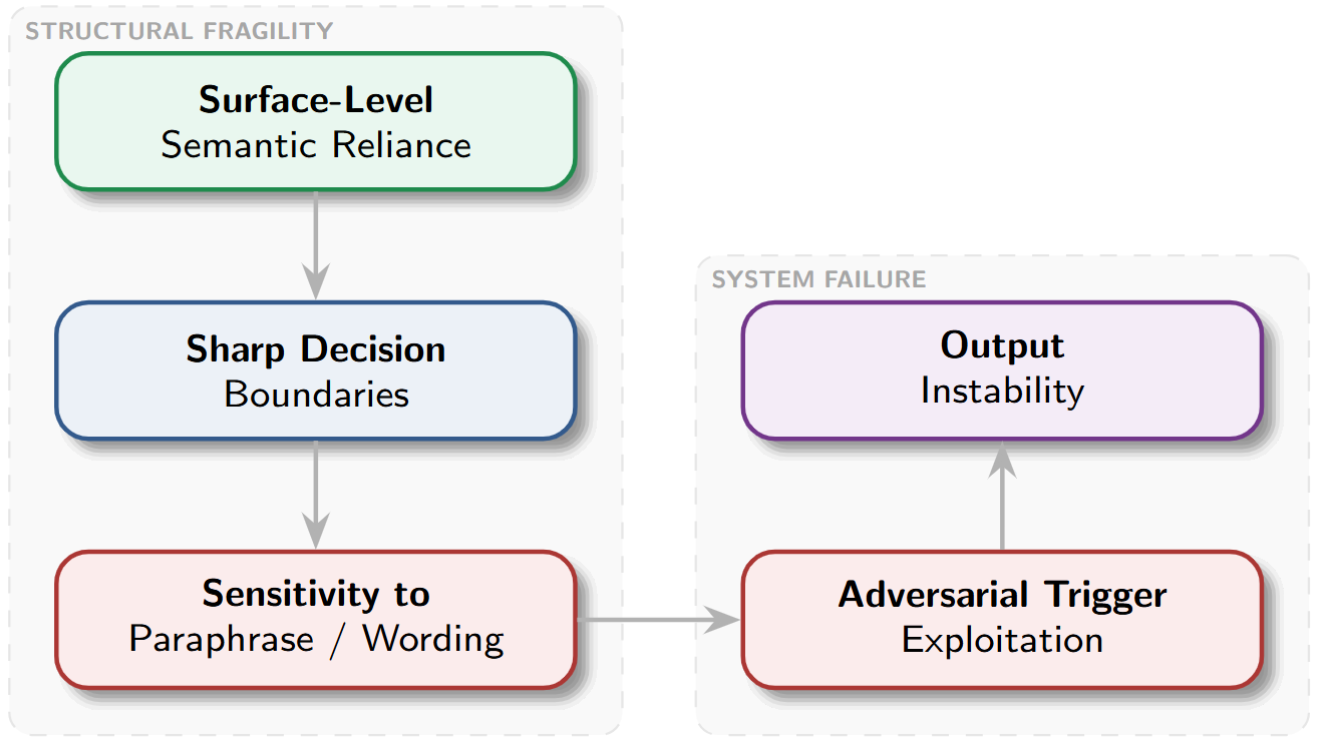 STRUCTURAL FRAGILITY
Surface-Level
Semantic Reliance
Sharp Decision
Boundaries
Sensitivity to
Paraphrase / Wording
SYSTEM FAILURE
Output
Instability
Adversarial Trigger
Exploitation